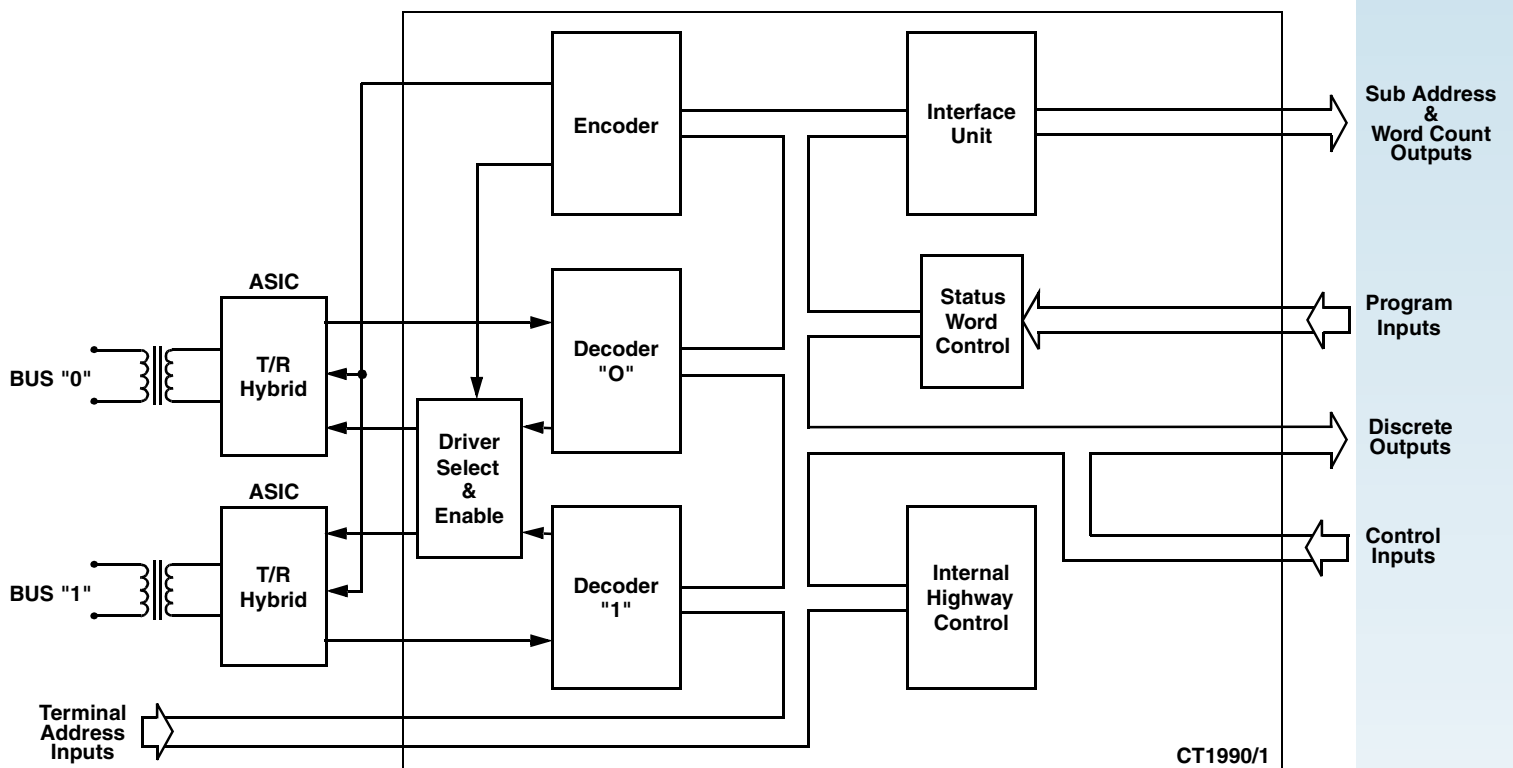 Encoder
Interface
Unit
Sub Address
&
Word Count
Outputs
ASIC
T/R
Hybrid
BUS "0"
Decoder
"O"
Status
Word
Control
Program
Inputs
Driver
Select
&
Enable
Discrete
Outputs
ASIC
T/R
Hybrid
BUS "1"
Decoder
"1"
Internal
Highway
Control
Control
Inputs
Terminal
Address
Inputs
CT1990/1